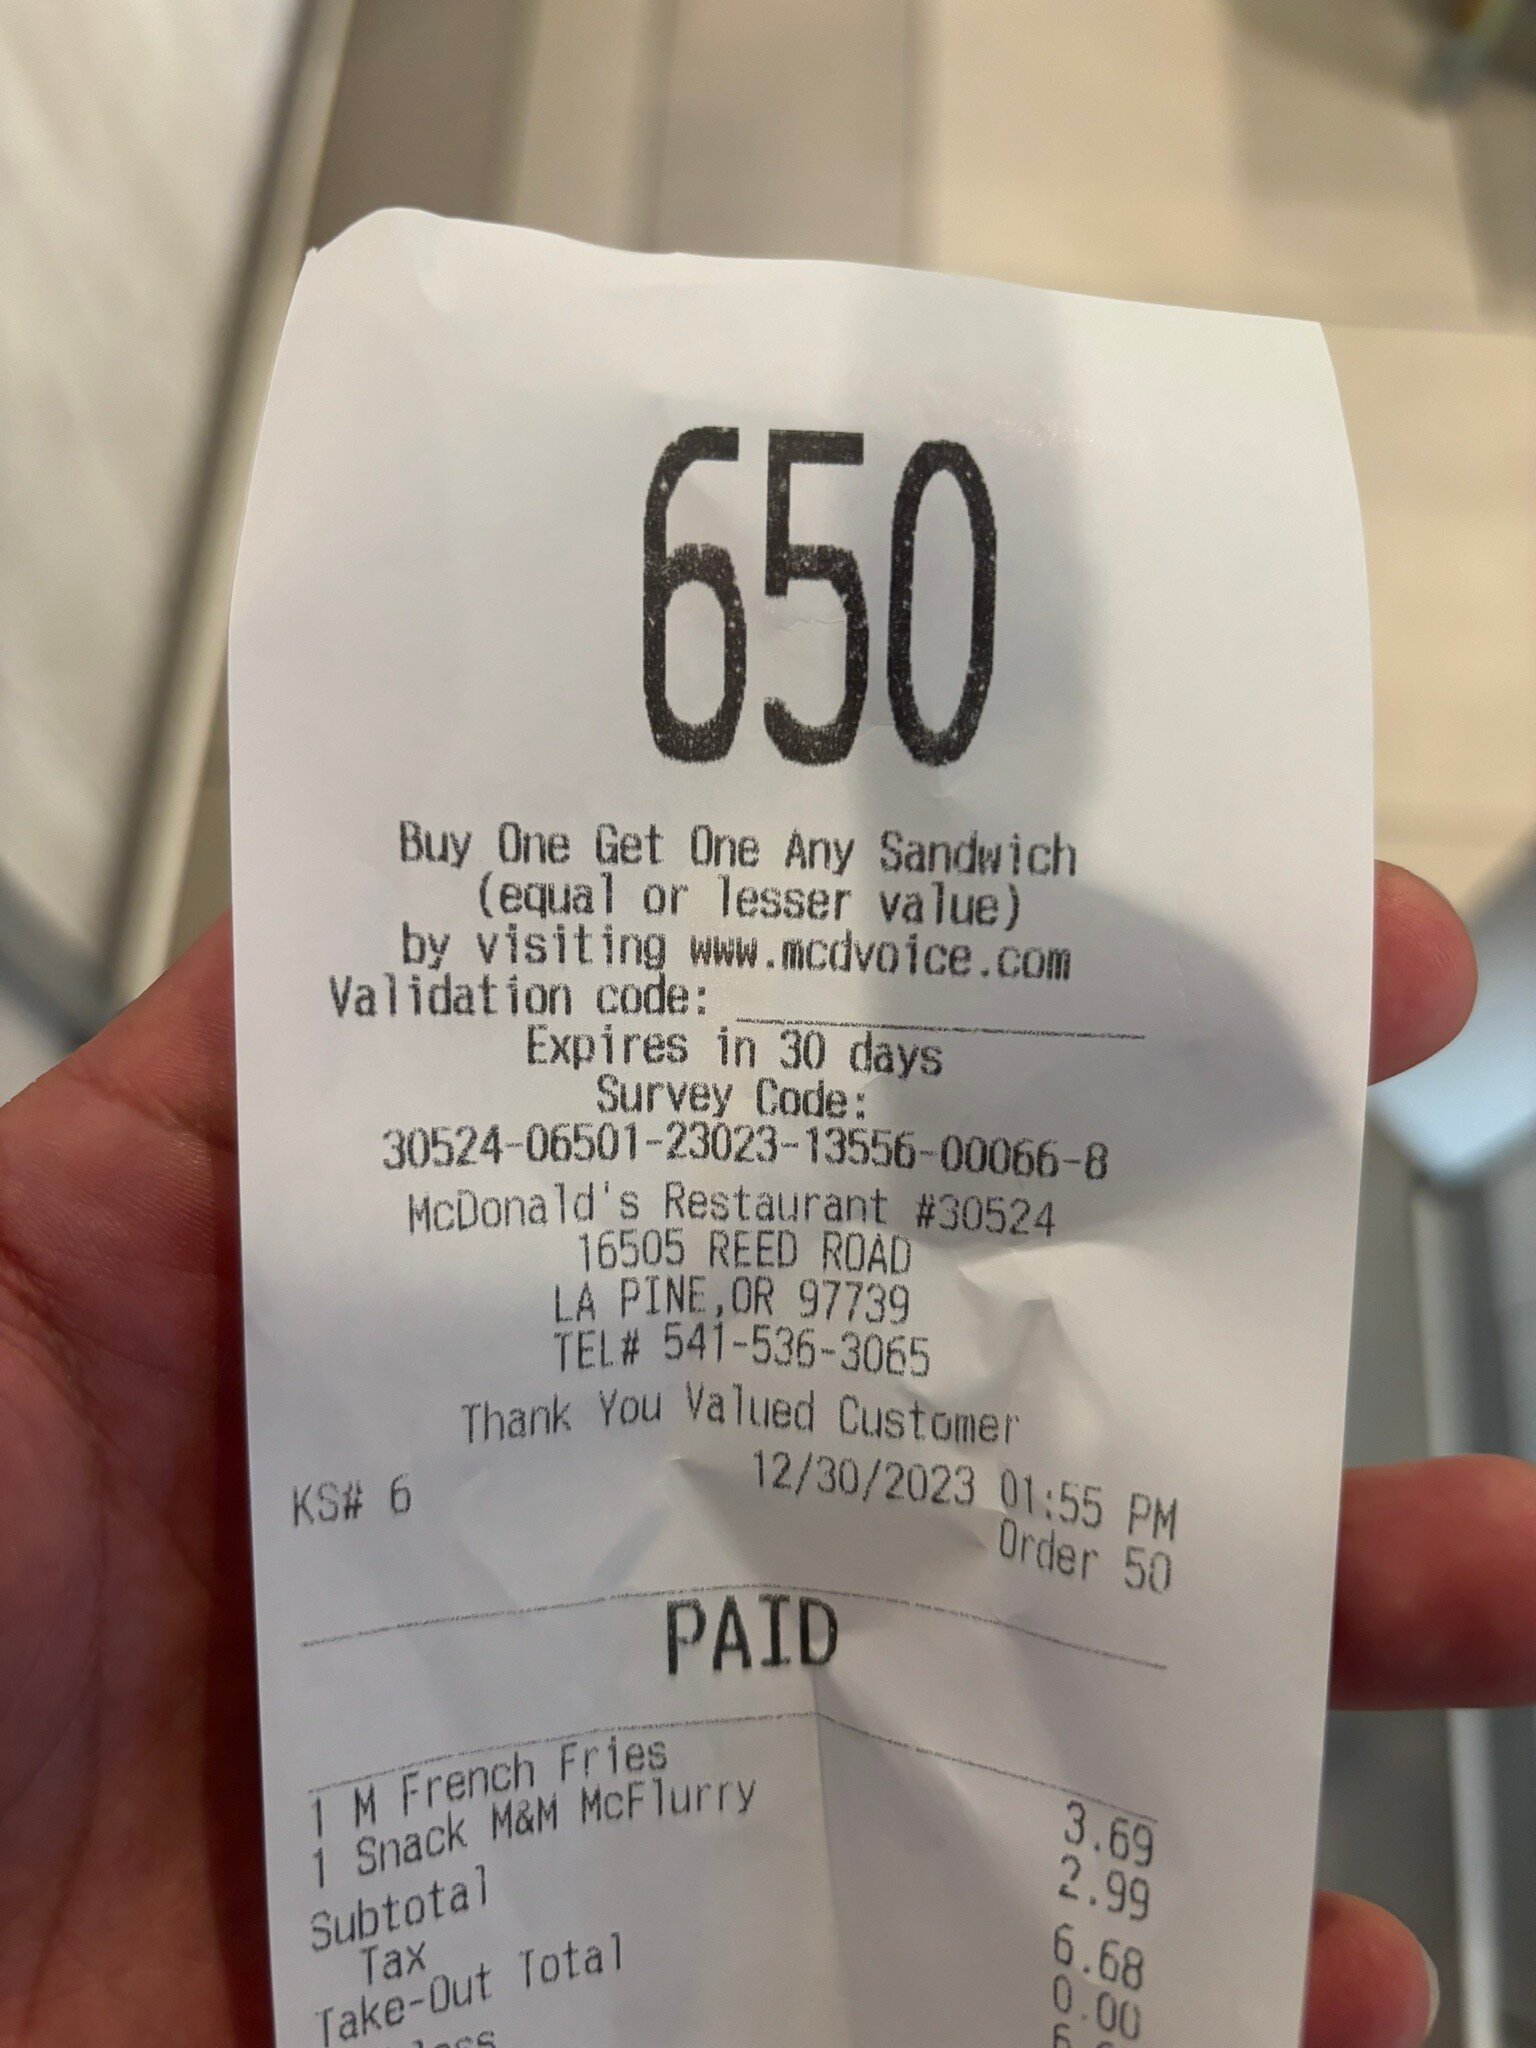 650
Buy One Get One Any Sandwich
(equal or lesser value)
by visiting www.mcdvoice.com
Validation code: ______________
Expires in 30 days
Survey Code:
30524-06501-23023-13556-00066-8
McDonald's Restaurant #30524
16505 REED ROAD
LA PINE,OR 97739
TEL# 541-536-3065
Thank You Valued Customer
KS# 6 12/30/2023 01:55 PM
Order 50
PAID
1 M French Fries 3.69
1 Snack M&M McFlurry 2.99
Subtotal 6.68
Tax 0.00
Take-Out Total